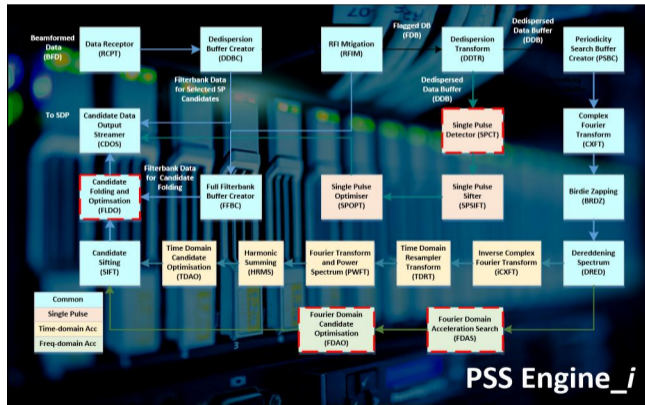 Beamformed
Data
(BFD)
Data Receptor
(RCPT)
Dedispersion
Buffer Creator
(DDBC)
RFI Mtigation
(RFIM)
Flagged DB
(FDB)
Dedispersion
Transform
(DDTR)
Dedispersed
Data Buffer
(DDB)
Periodicity
Search Buffer
Creator (PSBC)
Filterbank Data
for Selected SP
Candidates
Dedispersed
Data Buffer
(DDB)
To SDP
Candidate Data
Output
Streamer
(CDOS)
Single Pulse
Detector (SPCT)
Complex
Fourier
Transform
(CXFT)
Filterbank Data
for Candidate
Folding
Candidate
Folding and
Optimisation
(FLDO)
Full Filterbank
Buffer Creator
(FFBC)
Single Pulse
Optimiser
(SPOPT)
Single Pulse
Sifter
(SPSIFT)
Birdie Zapping
(BRDZ)
Candidate
Sifting
(SIFT)
Time Domain
Candidate
Optimisation
(TDAO)
Harmonic
Summing
(HRMS)
Fourier Transform
and Power
Spectrum (PWFT)
Time Domain
Resampler
Transform
(TDRT)
Inverse Complex
Fourier Transform
(iCXFT)
Dereddening
Spectrum
(DRED)
Common
Single Pulse
Time-domain Acc
Freq-domain Acc
Fourier Domain
Candidate
Optimisation
(FDAO)
Fourier Domain
Acceleration Search
(FDAS)
3
PSS Engine_i